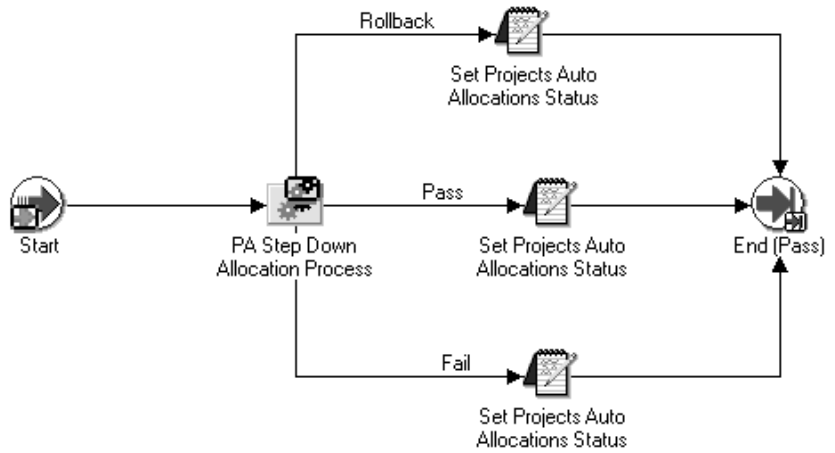 Rollback
Set Projects Auto
Allocations Status
Pass
Start
PA Step Down
Allocation Process
Set Projects Auto
Allocations Status
End (Pass)
Fail
Set Projects Auto
Allocations Status